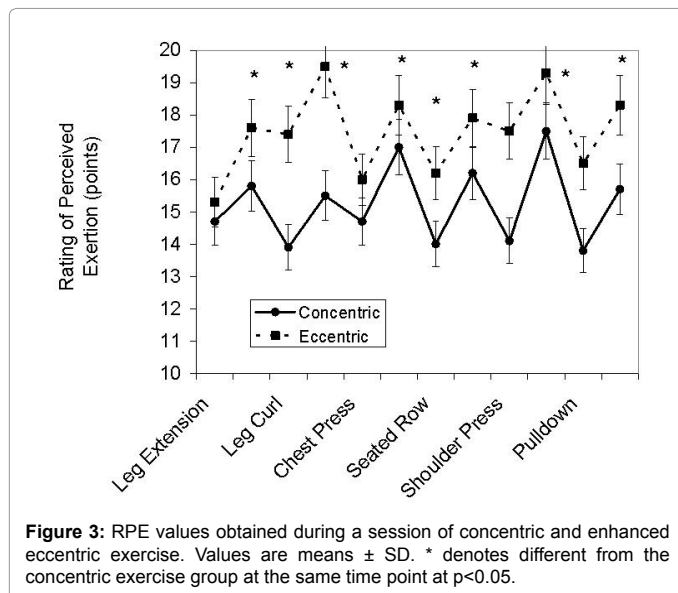 20
19
18
17
16
15
14
13
12
11
10
Rating of Perceived
Exertion (points)
* * * * * * * *
Concentric
Eccentric
Leg Extension
Leg Curl
Chest Press
Seated Row
Shoulder Press
Pulldown
Figure 3: RPE values obtained during a session of concentric and enhanced
eccentric exercise. Values are means ± SD. * denotes different from the
concentric exercise group at the same time point at p<0.05.